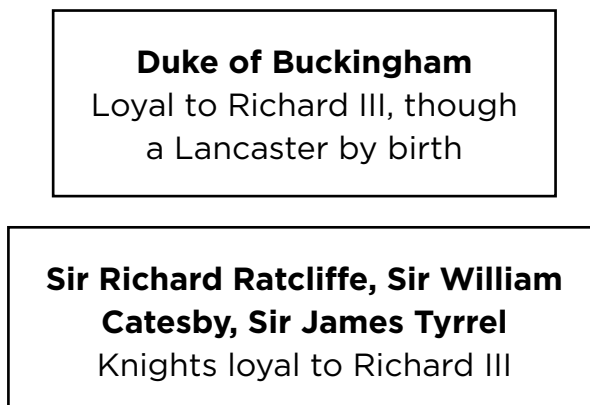 Duke of Buckingham
Loyal to Richard III, though
a Lancaster by birth
Sir Richard Ratcliffe, Sir William
Catesby, Sir James Tyrrel
Knights loyal to Richard III